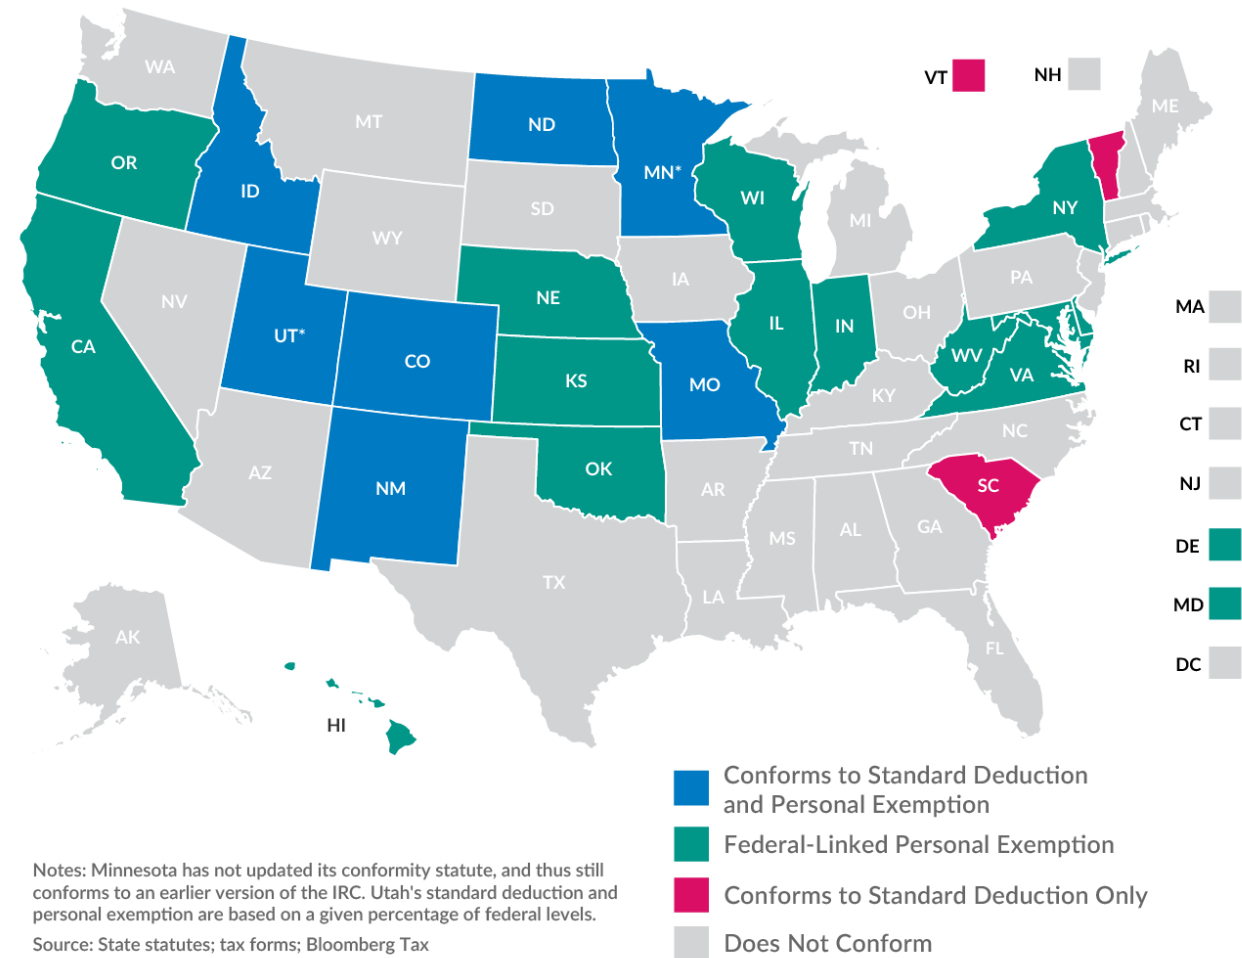 VT
NH
WA
ME
MT
ND
OR
MN*
ID
WI
SD
NY
MI
WY
IA
PA
NV
NE
MA
OH
IL
IN
UT*
CA
CO
WV
RI
KS
MO
VA
KY
CT
NC
TN
AZ
OK
NJ
NM
AR
SC
GA
AL
MS
DE
TX
LA
MD
AK
FL
DC
HI
Conforms to Standard Deduction
and Personal Exemption
Federal-Linked Personal Exemption
Conforms to Standard Deduction Only
Does Not Conform
Notes: Minnesota has not updated its conformity statute, and thus still
conforms to an earlier version of the IRC. Utah's standard deduction and
personal exemption are based on a given percentage of federal levels.
Source: State statutes; tax forms; Bloomberg Tax